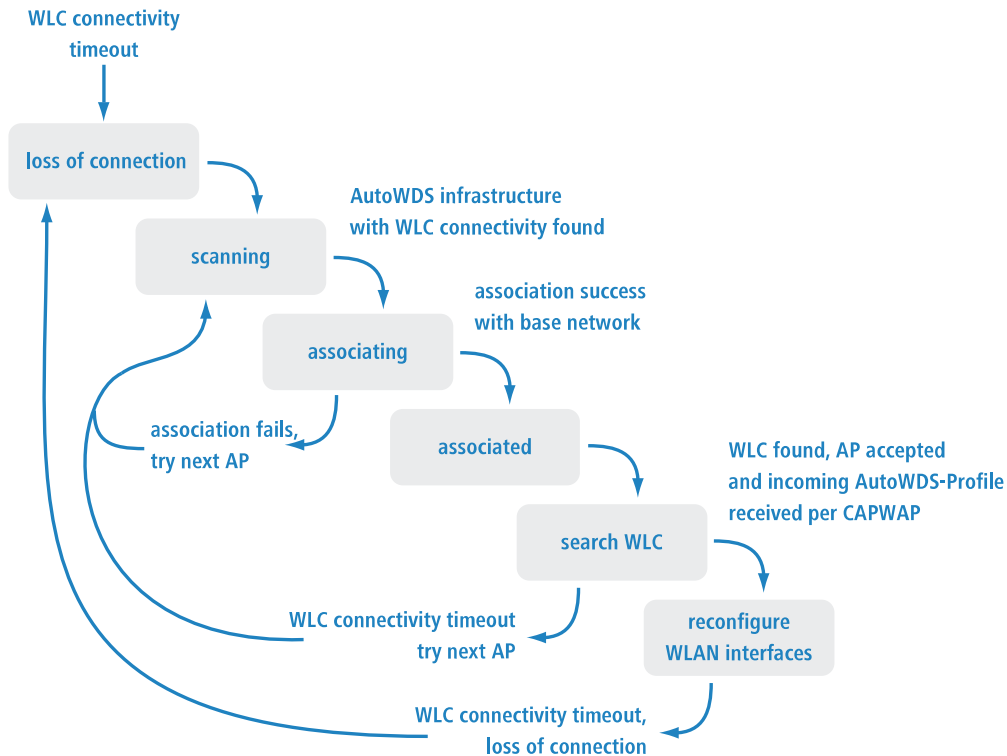 WLC connectivity
timeout
loss of connection
AutoWDS infrastructure
with WLC connectivity found
scanning
association success
with base network
associating
association fails,
try next AP
associated
WLC found, AP accepted
and incoming AutoWDS-Profile
received per CAPWAP
search WLC
WLC connectivity timeout
try next AP
reconfigure
WLAN interfaces
WLC connectivity timeout,
loss of connection